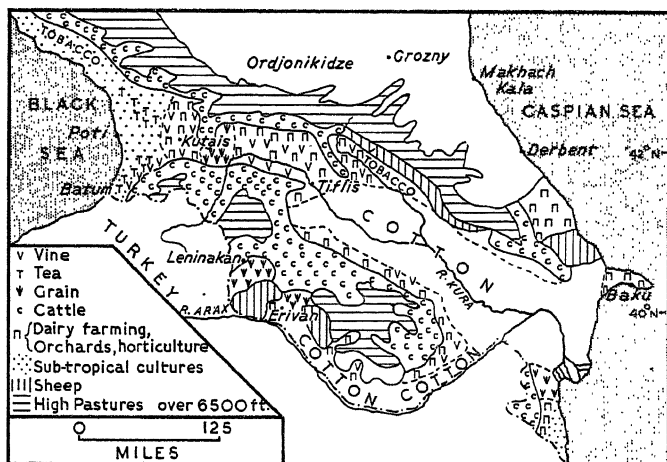 TOBACCO
Ordjonikidze
Grozny
Makhach
Kala
BLACK
SEA
CASPIAN SEA
Poti
Kutais
Derbent
42°N
TOBACCO
Batum
Tiflis
COTTON
TURKEY
Leninakan
R. KURA
Baku
R. ARAX
Erivan
40°N
COTTON COTTON
v Vine
T Tea
Grain
c Cattle
Dairy farming,
Orchards, horticulture
Sub-tropical cultures
Sheep
High Pastures over 6500 ft.
0 125
MILES